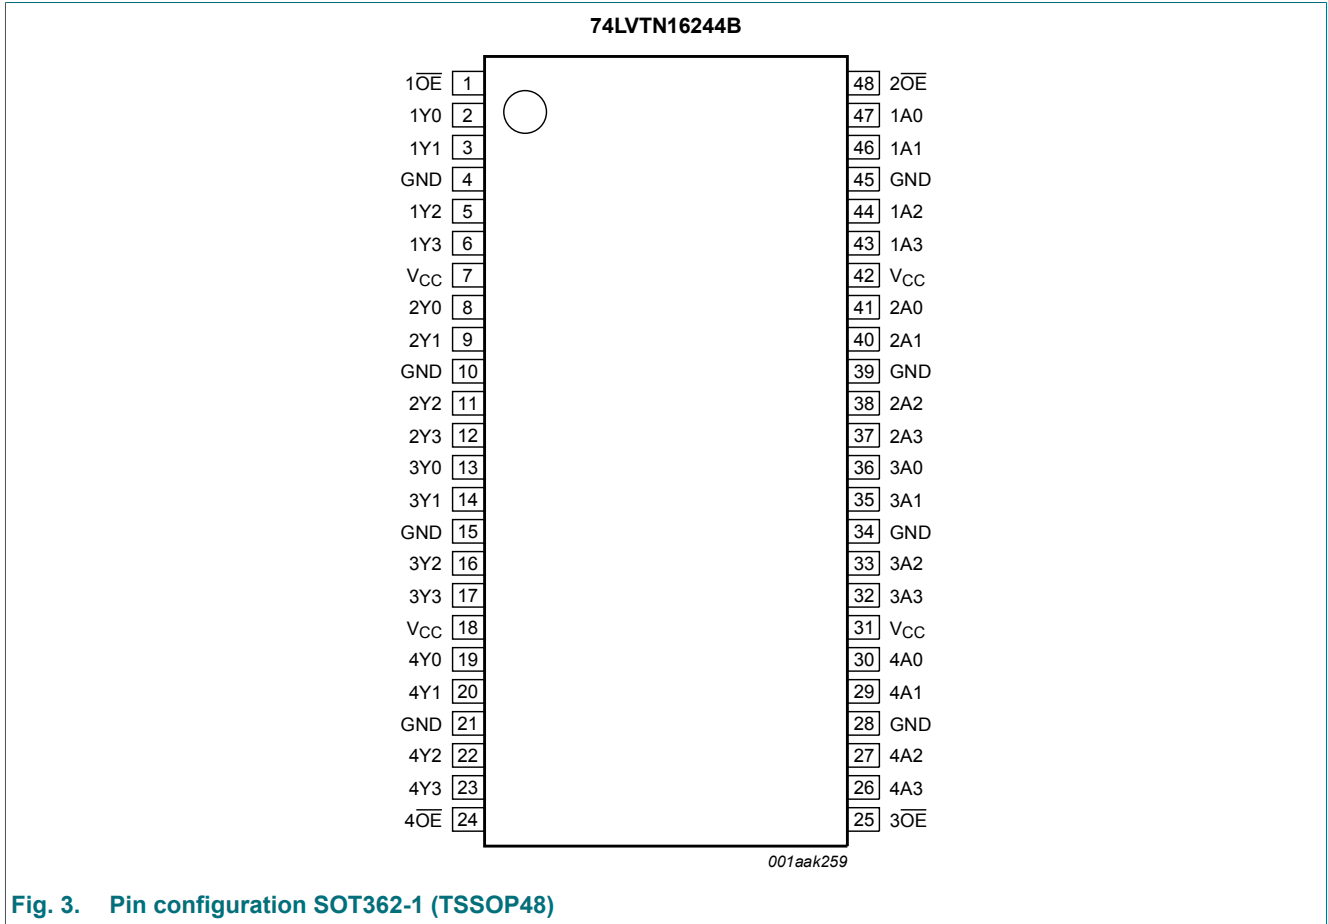 74LVTN16244B
1O̅E̅ 1 48 2O̅E̅
1Y0 2 47 1A0
1Y1 3 46 1A1
GND 4 45 GND
1Y2 5 44 1A2
1Y3 6 43 1A3
VCC 7 42 VCC
2Y0 8 41 2A0
2Y1 9 40 2A1
GND 10 39 GND
2Y2 11 38 2A2
2Y3 12 37 2A3
3Y0 13 36 3A0
3Y1 14 35 3A1
GND 15 34 GND
3Y2 16 33 3A2
3Y3 17 32 3A3
VCC 18 31 VCC
4Y0 19 30 4A0
4Y1 20 29 4A1
GND 21 28 GND
4Y2 22 27 4A2
4Y3 23 26 4A3
4O̅E̅ 24 25 3O̅E̅
001aak259
Fig. 3. Pin configuration SOT362-1 (TSSOP48)